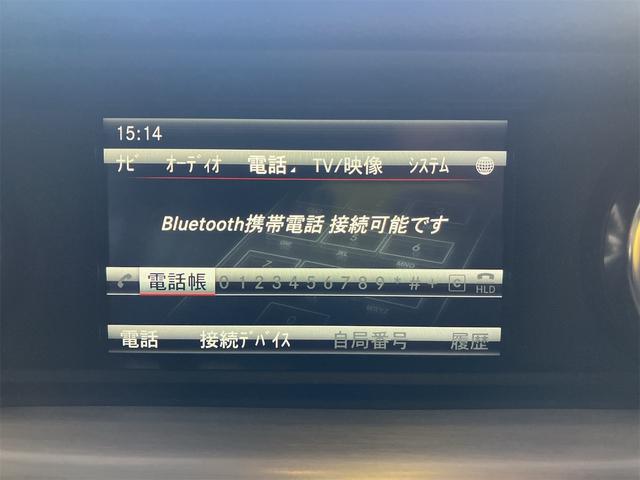 15:14
ナビ オーディオ 電話 TV/映像 システム
Bluetooth携帯電話 接続可能です
電話帳 0 1 2 3 4 5 6 7 8 9 * # + C HLD
電話 接続デバイス 自局番号 履歴